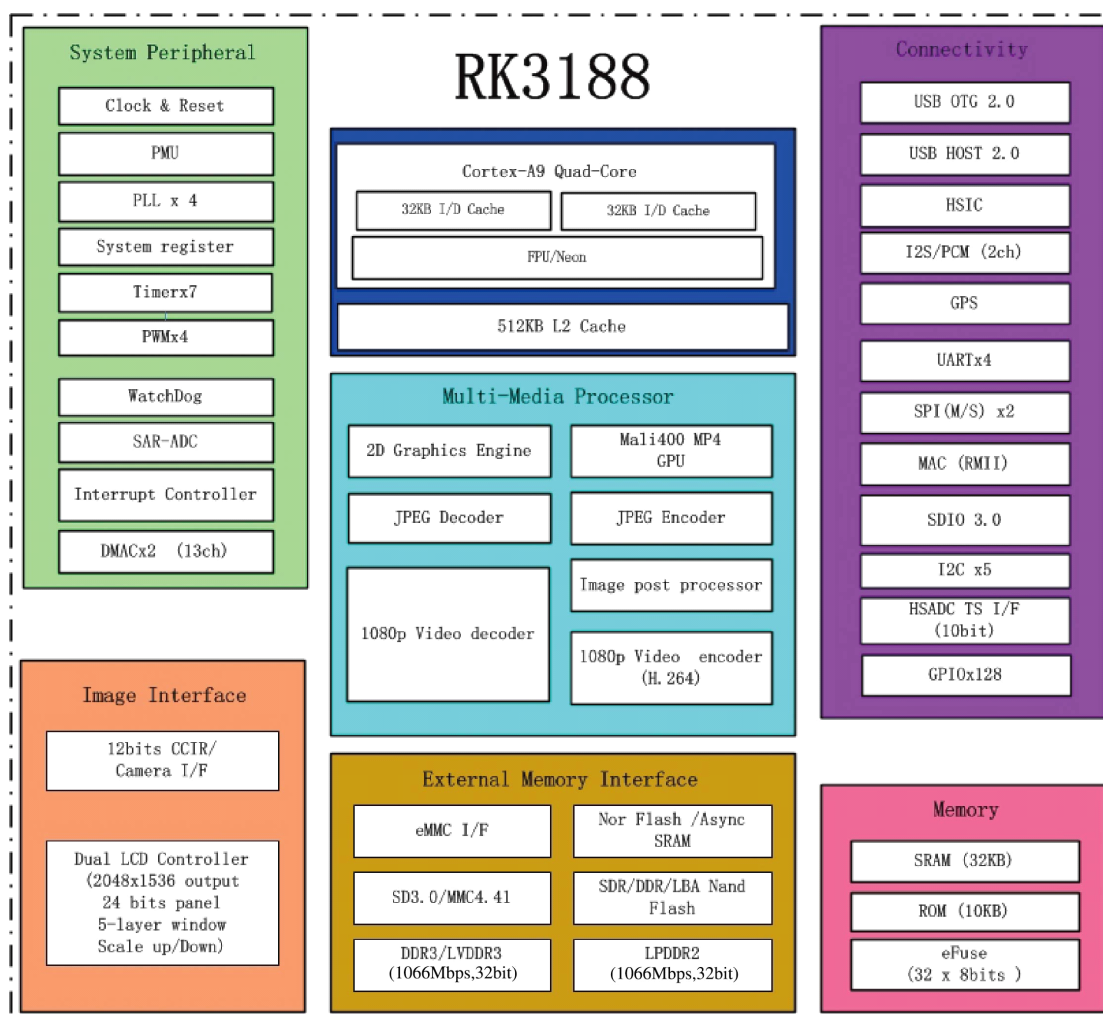 RK3188
System Peripheral
Clock & Reset
PMU
PLL x 4
System register
Timerx7
PWMx4
WatchDog
SAR-ADC
Interrupt Controller
DMACx2 (13ch)
Image Interface
12bits CCIR/
Camera I/F
Dual LCD Controller
(2048x1536 output
24 bits panel
5-layer window
Scale up/Down)
Cortex-A9 Quad-Core
32KB I/D Cache
32KB I/D Cache
FPU/Neon
512KB L2 Cache
Multi-Media Processor
2D Graphics Engine
Mali400 MP4
GPU
JPEG Decoder
JPEG Encoder
1080p Video decoder
Image post processor
1080p Video encoder
(H.264)
External Memory Interface
eMMC I/F
Nor Flash /Async
SRAM
SD3.0/MMC4.41
SDR/DDR/LBA Nand
Flash
DDR3/LVDDR3
(1066Mbps,32bit)
LPDDR2
(1066Mbps,32bit)
Connectivity
USB OTG 2.0
USB HOST 2.0
HSIC
I2S/PCM (2ch)
GPS
UARTx4
SPI(M/S) x2
MAC (RMII)
SDIO 3.0
I2C x5
HSADC TS I/F
(10bit)
GPIOx128
Memory
SRAM (32KB)
ROM (10KB)
eFuse
(32 x 8bits )